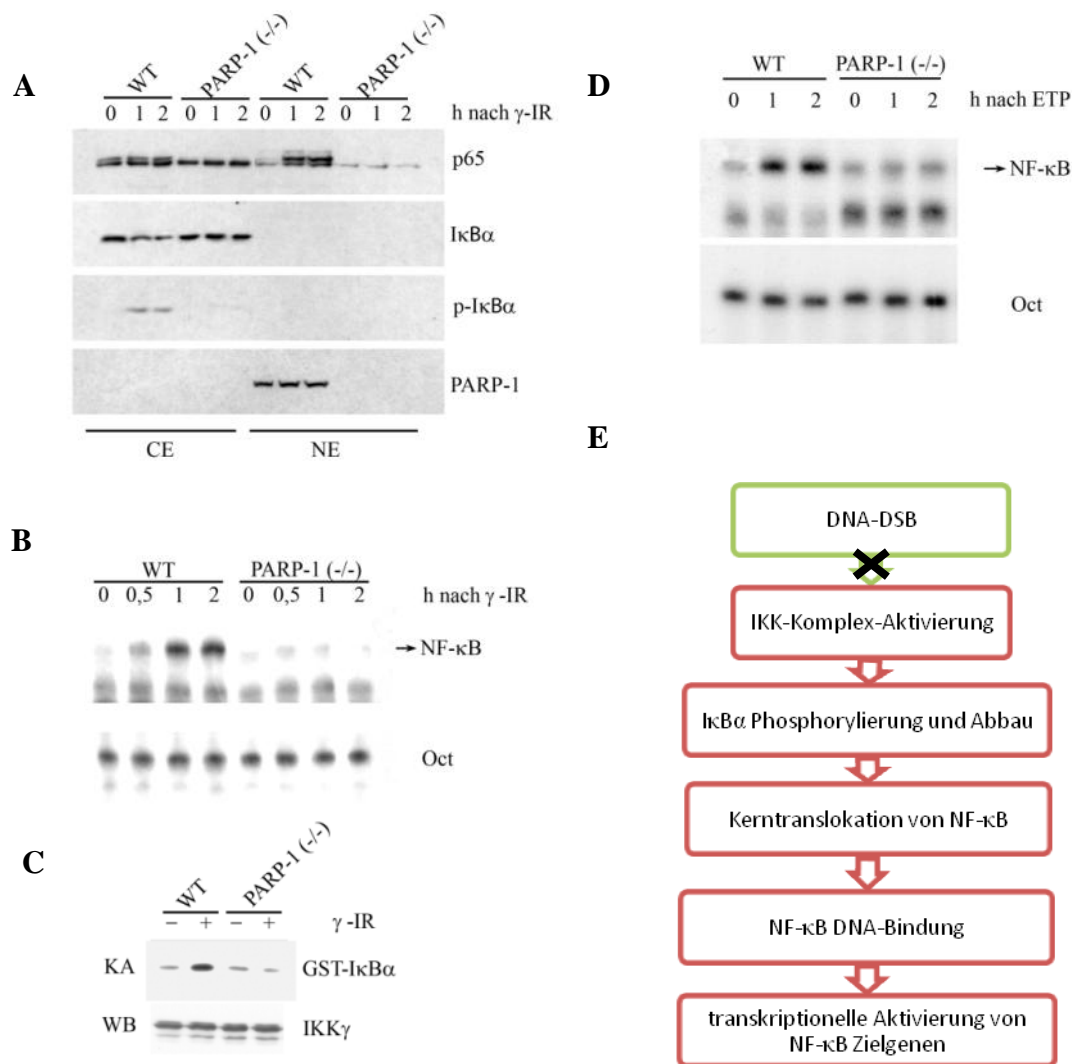 A
WT PARP-1 (-/-) WT PARP-1 (-/-)
0 1 2 0 1 2 0 1 2 0 1 2 h nach γ-IR
p65
IκBα
p-IκBα
PARP-1
CE NE
B
WT PARP-1 (-/-)
0 0,5 1 2 0 0,5 1 2 h nach γ-IR
→NF-κB
Oct
C
WT PARP-1 (-/-)
– + – + γ-IR
KA GST-IκBα
WB IKKγ
D
WT PARP-1 (-/-)
0 1 2 0 1 2 h nach ETP
→NF-κB
Oct
E
DNA-DSB
IKK-Komplex-Aktivierung
IκBα Phosphorylierung und Abbau
Kerntranslokation von NF-κB
NF-κB DNA-Bindung
transkriptionelle Aktivierung von
NF-κB Zielgenen